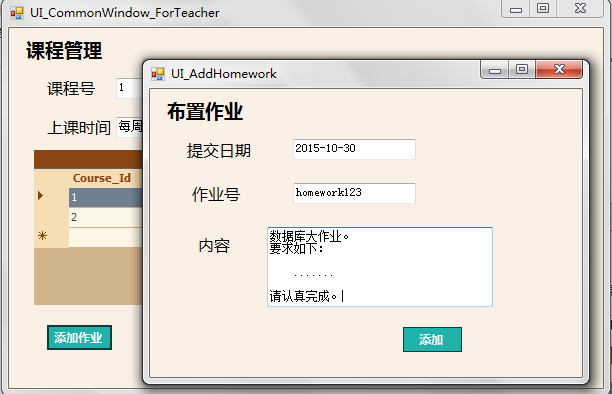 UI_CommonWindow_ForTeacher
课程管理
课程号
1
上课时间
每周
Course_Id
1
2
添加作业
UI_AddHomework
布置作业
提交日期
2015-10-30
作业号
homework123
内容
数据库大作业。
要求如下：
.......
请认真完成。
添加